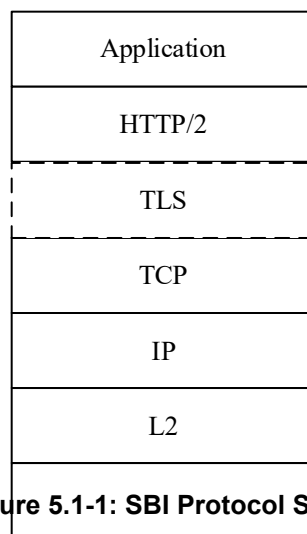 Application
HTTP/2
TLS
TCP
IP
L2
ure 5.1-1: SBI Protocol S